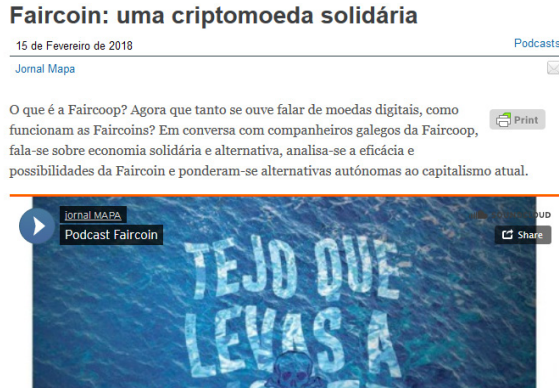 Faircoin: uma criptomoeda solidária
15 de Fevereiro de 2018
Podcasts
Jornal Mapa
O que é a Faircoop? Agora que tanto se ouve falar de moedas digitais, como
funcionam as Faircoins? Em conversa com companheiros galegos da Faircoop,
fala-se sobre economia solidária e alternativa, analisa-se a eficácia e
possibilidades da Faircoin e ponderam-se alternativas autónomas ao capitalismo atual.
Print
jornal MAPA
Podcast Faircoin
Share
TEJO QUE
LEVAS A